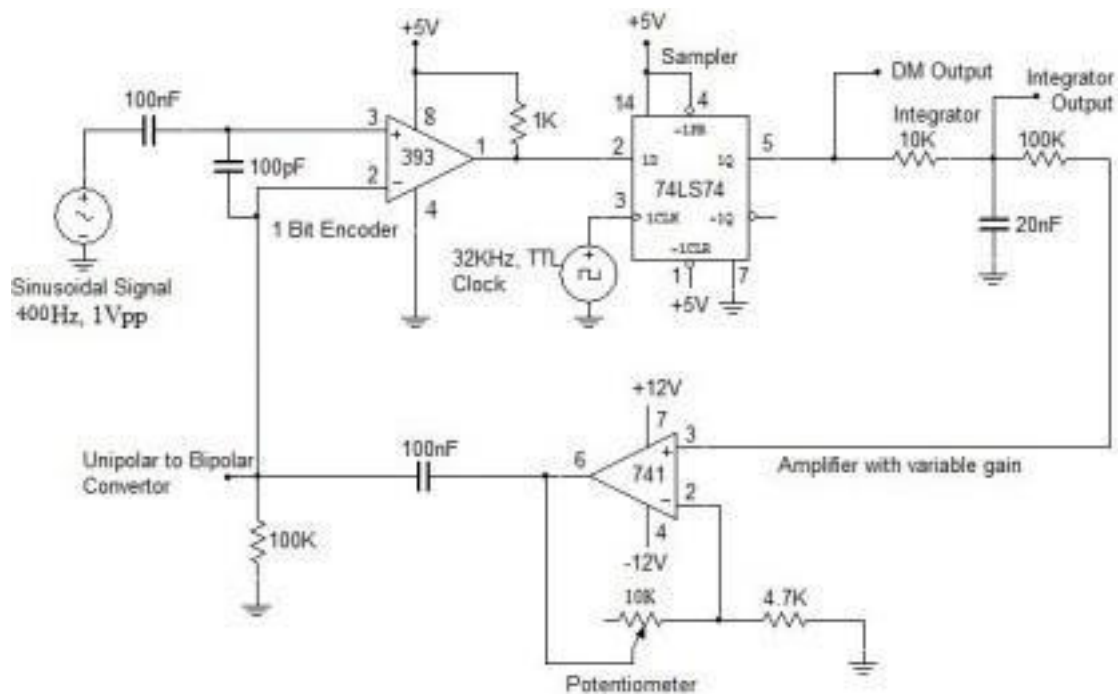 +5V
+5V
Sampler
DM Output
Integrator
Output
100nF
14
4
3
8
1K
~1PR
Integrator
10K
100K
+
393
1
2
1D
1Q
5
100pF
2
−
74LS74
4
3
1CLK
~1Q
20nF
1 Bit Encoder
+
32KHz, TTL
Clock
~1CLR
1
7
+5V
Sinusoidal Signal
400Hz, 1Vpp
+12V
7
100nF
6
+
3
Unipolar to Bipolar
Convertor
741
Amplifier with variable gain
−
2
4
100K
-12V
10K
4.7K
Potentiometer